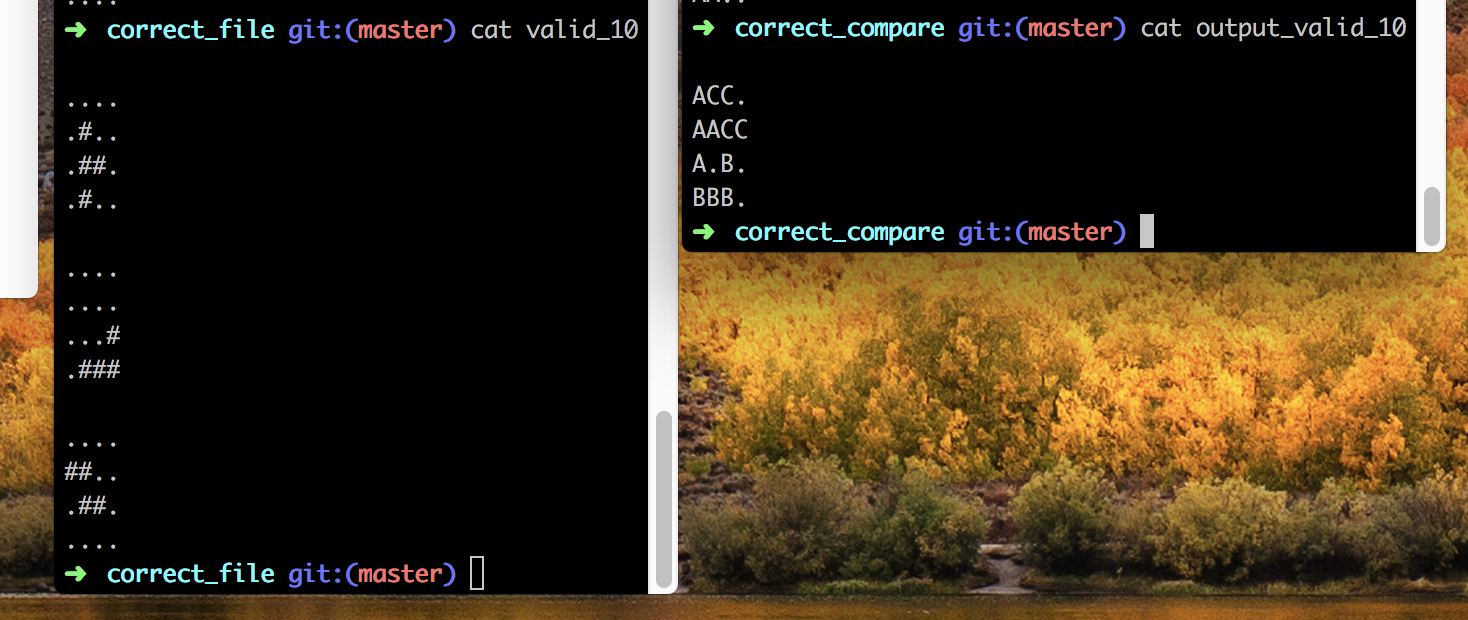 ....
➜ correct_file git:(master) cat valid_10
....
.#..
.##.
.#..
....
....
...#
.###
....
##..
.##.
....
➜ correct_file git:(master)
➜ correct_compare git:(master) cat output_valid_10
ACC.
AACC
A.B.
BBB.
➜ correct_compare git:(master)